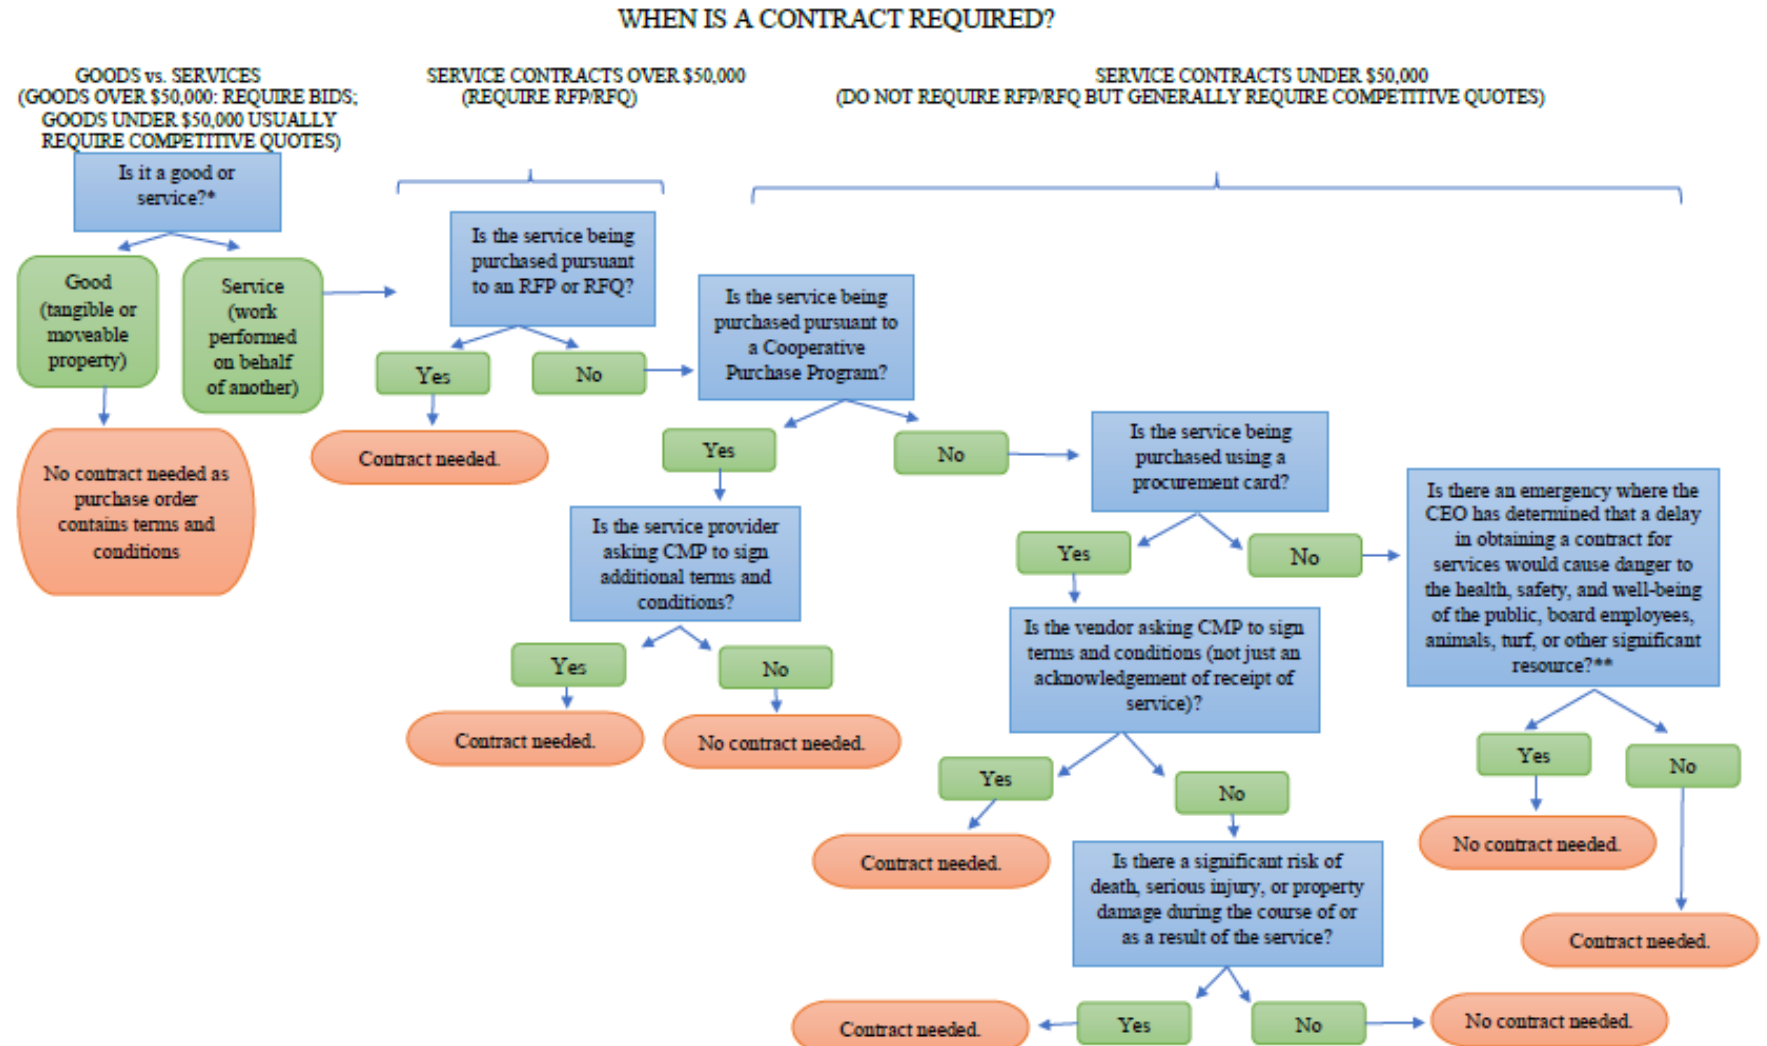 WHEN IS A CONTRACT REQUIRED?
GOODS vs. SERVICES
(GOODS OVER $50,000: REQUIRE BIDS;
GOODS UNDER $50,000 USUALLY
REQUIRE COMPETITIVE QUOTES)
SERVICE CONTRACTS OVER $50,000
(REQUIRE RFP/RFQ)
SERVICE CONTRACTS UNDER $50,000
(DO NOT REQUIRE RFP/RFQ BUT GENERALLY REQUIRE COMPETITIVE QUOTES)
Is it a good or
service?*
Good
(tangible or
moveable
property)
Service
(work
performed
on behalf
of another)
No contract needed as
purchase order
contains terms and
conditions
Is the service being
purchased pursuant
to an RFP or RFQ?
Yes
No
Contract needed.
Is the service being
purchased pursuant to
a Cooperative
Purchase Program?
Yes
No
Is the service provider
asking CMP to sign
additional terms and
conditions?
Yes
No
Contract needed.
No contract needed.
Is the service being
purchased using a
procurement card?
Yes
No
Is the vendor asking CMP to sign
terms and conditions (not just an
acknowledgement of receipt of
service)?
Yes
No
Contract needed.
Is there a significant risk of
death, serious injury, or property
damage during the course of or
as a result of the service?
Yes
No
Contract needed.
No contract needed.
Is there an emergency where the
CEO has determined that a delay
in obtaining a contract for
services would cause danger to
the health, safety, and well-being
of the public, board employees,
animals, turf, or other significant
resource?**
Yes
No
No contract needed.
Contract needed.